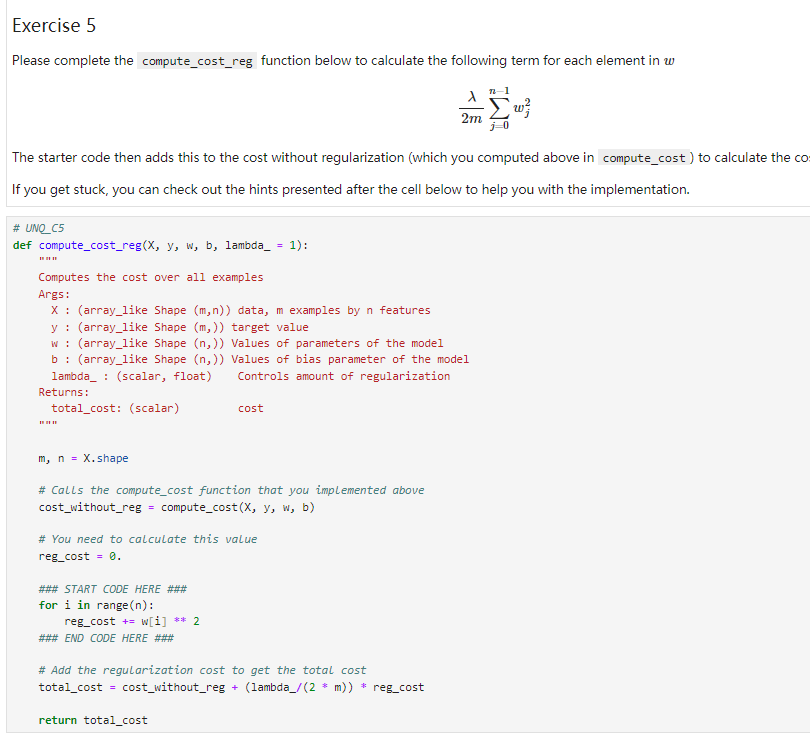 Exercise 5
Please complete the compute_cost_reg function below to calculate the following term for each element in w
λ/2m n−1 ∑ j=0 w_j^2
The starter code then adds this to the cost without regularization (which you computed above in compute_cost ) to calculate the co
If you get stuck, you can check out the hints presented after the cell below to help you with the implementation.
# UNQ_C5
def compute_cost_reg(X, y, w, b, lambda_ = 1):
    """
    Computes the cost over all examples
    Args:
      X : (array_like Shape (m,n)) data, m examples by n features
      y : (array_like Shape (m,)) target value
      w : (array_like Shape (n,)) Values of parameters of the model
      b : (array_like Shape (n,)) Values of bias parameter of the model
      lambda_ : (scalar, float)    Controls amount of regularization
    Returns:
      total_cost: (scalar)         cost
    """
    m, n = X.shape
    # Calls the compute_cost function that you implemented above
    cost_without_reg = compute_cost(X, y, w, b)
    # You need to calculate this value
    reg_cost = 0.
    ### START CODE HERE ###
    for i in range(n):
        reg_cost += w[i] ** 2
    ### END CODE HERE ###
    # Add the regularization cost to get the total cost
    total_cost = cost_without_reg + (lambda_/(2 * m)) * reg_cost
    return total_cost